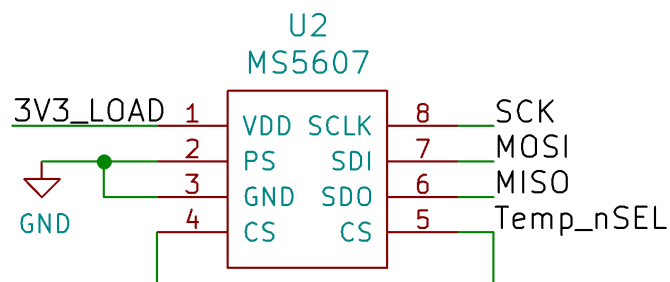 U2
MS5607
3V3_LOAD 1 VDD SCLK 8 SCK
2 PS SDI 7 MOSI
3 GND SDO 6 MISO
GND 4 CS CS 5 Temp_nSEL